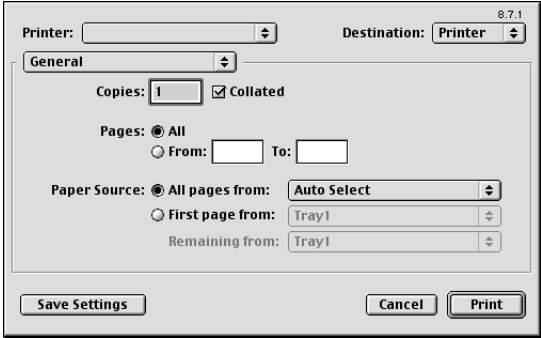 8.7.1
Printer: Destination: Printer
General
Copies: 1 Collated
Pages: All
From: To:
Paper Source: All pages from: Auto Select
First page from: Tray1
Remaining from: Tray1
Save Settings Cancel Print